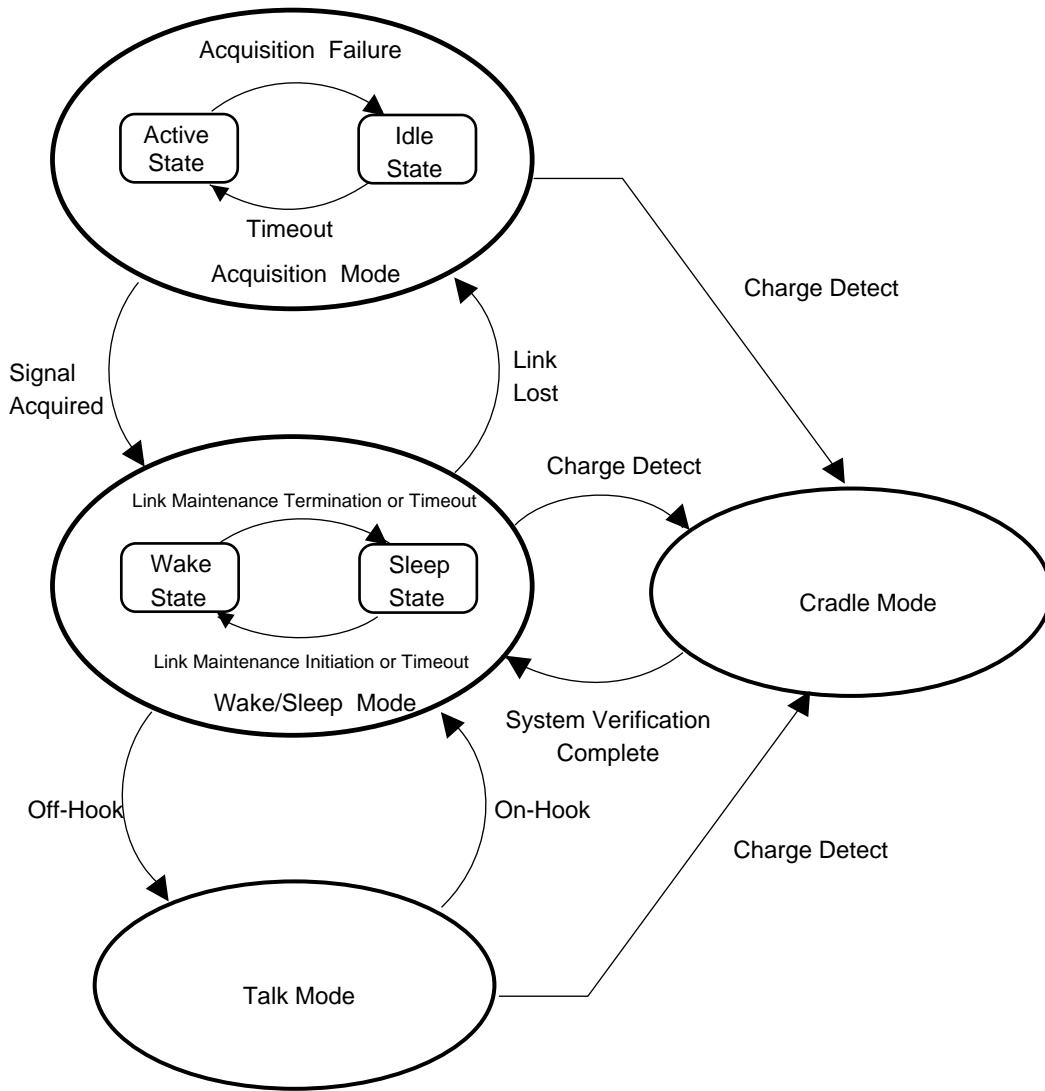 Acquisition Failure
Active
State
Idle
State
Timeout
Acquisition Mode
Charge Detect
Signal
Acquired
Link
Lost
Charge Detect
Link Maintenance Termination or Timeout
Wake
State
Sleep
State
Cradle Mode
Link Maintenance Initiation or Timeout
Wake/Sleep Mode
System Verification
Complete
Off-Hook
On-Hook
Charge Detect
Talk Mode